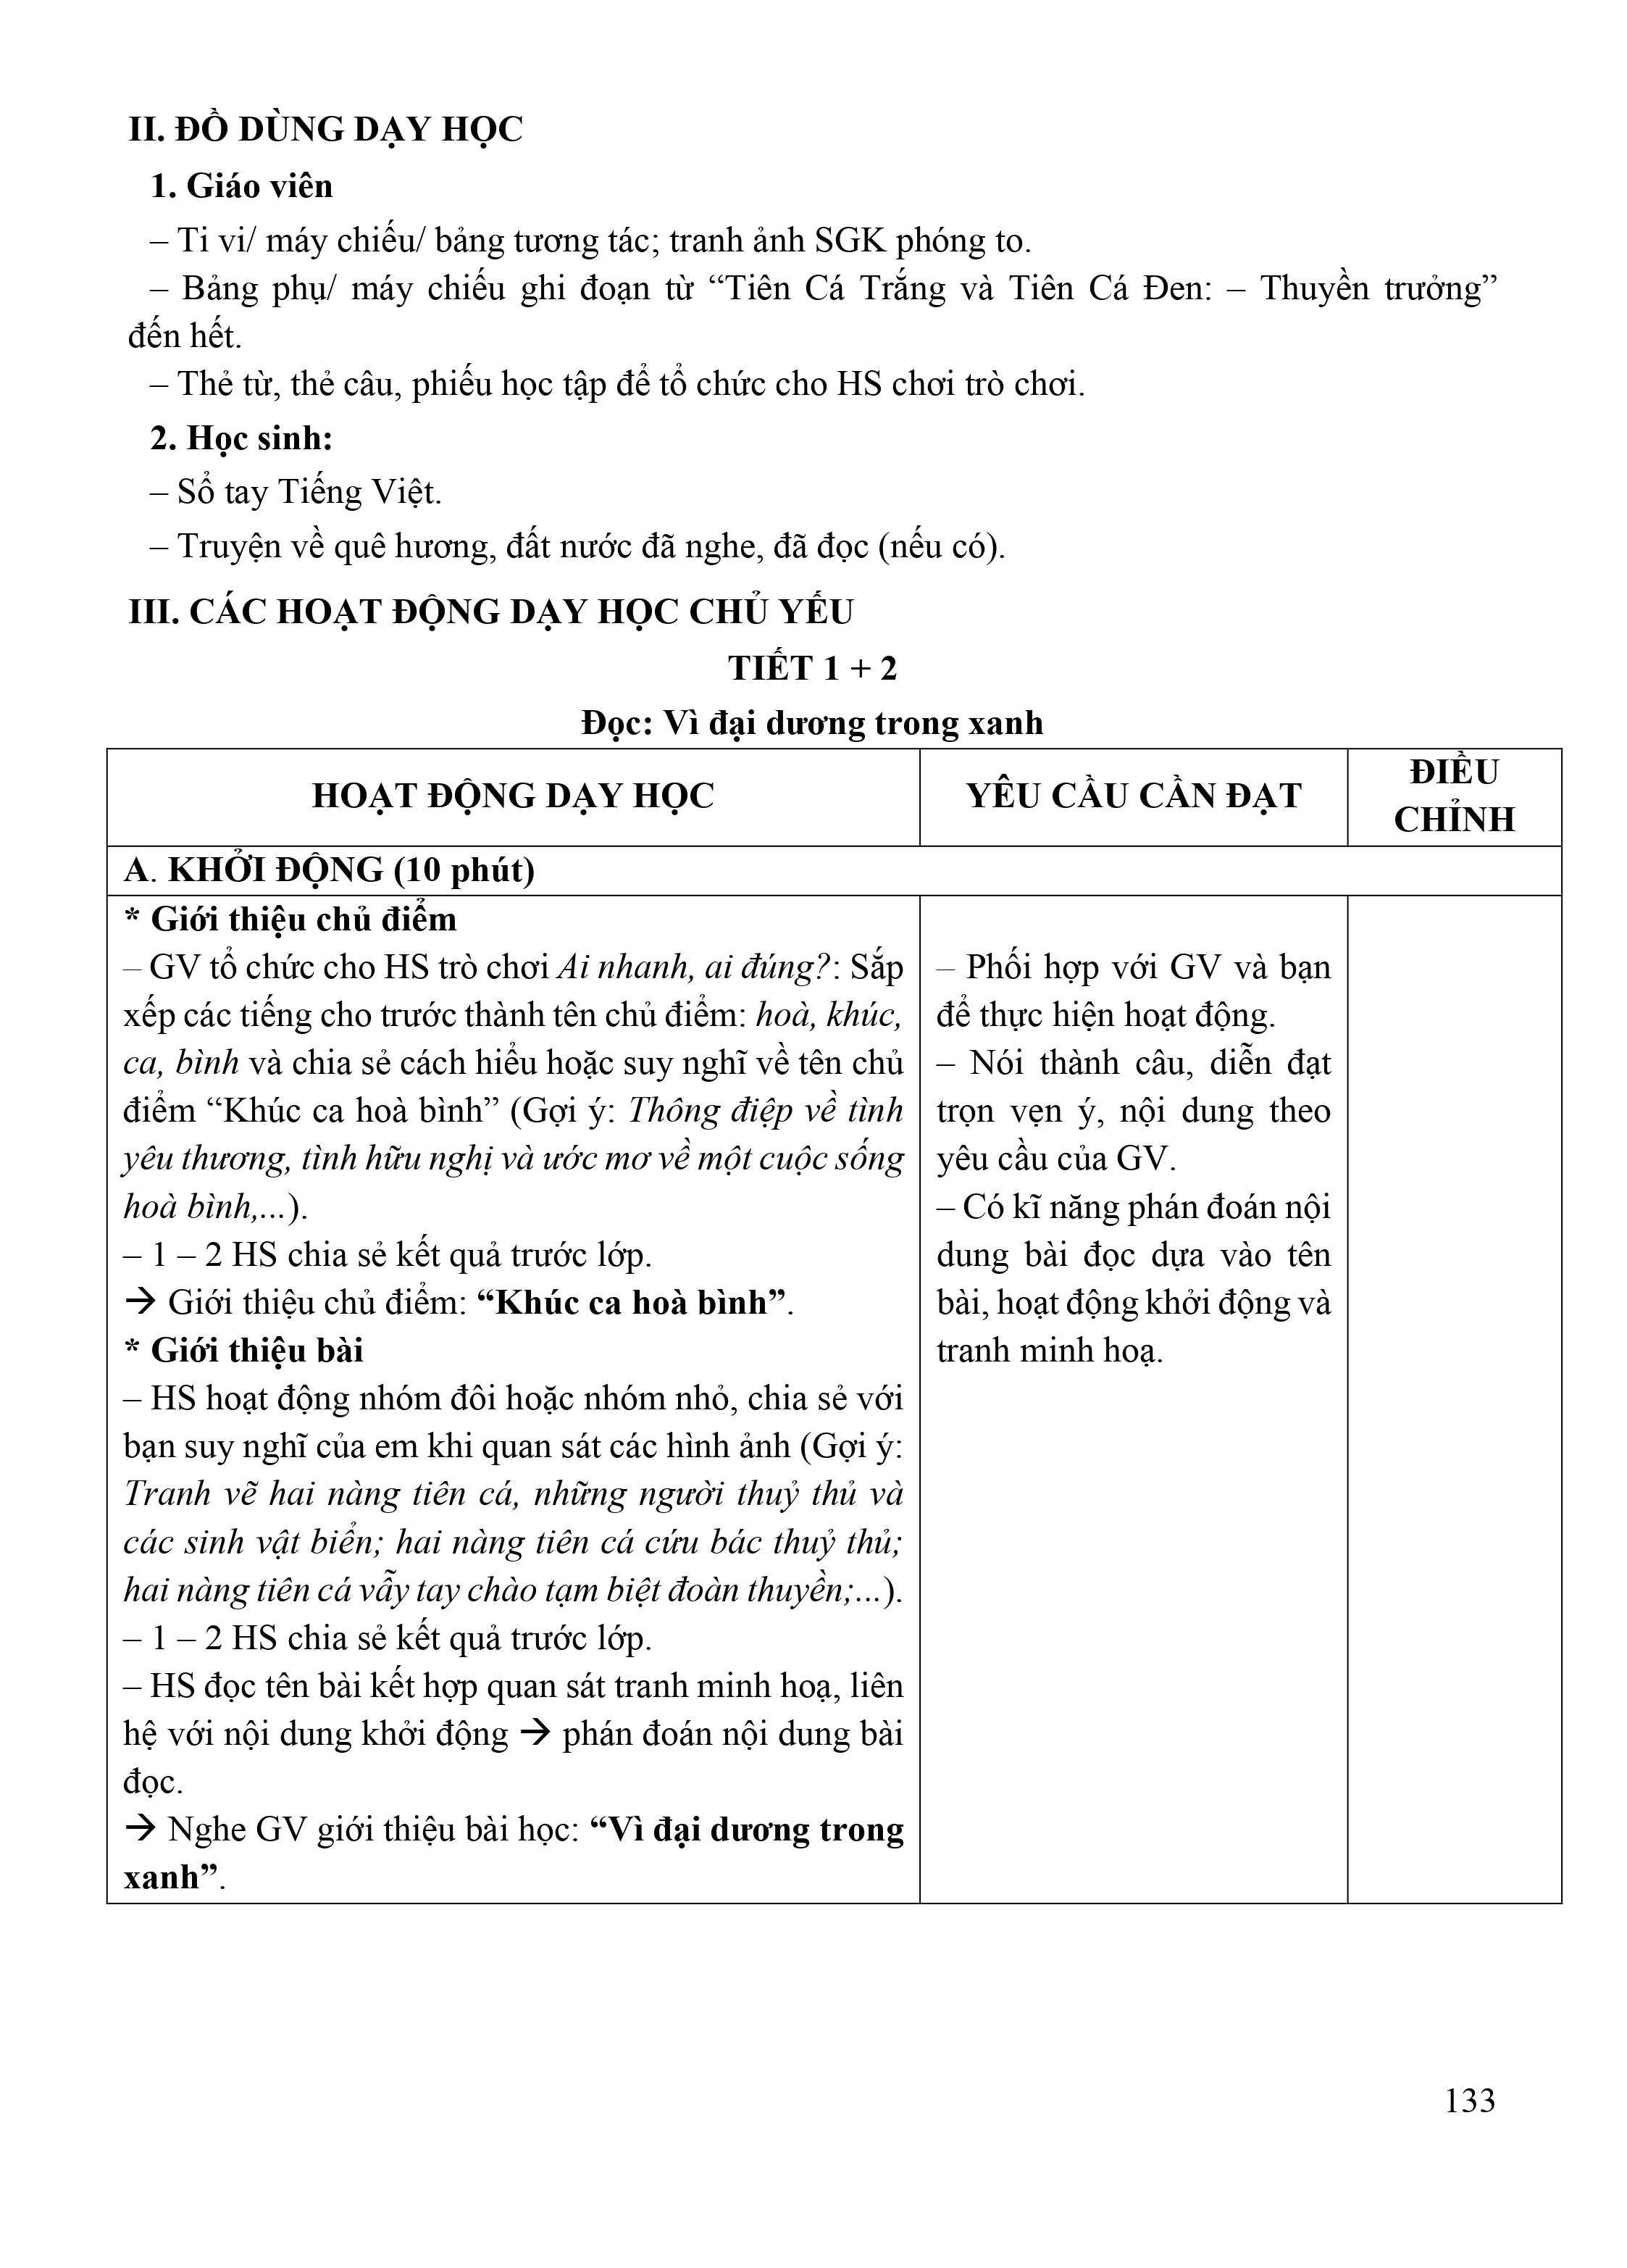 II. ĐỒ DÙNG DẠY HỌC
1. Giáo viên
– Ti vi/ máy chiếu/ bảng tương tác; tranh ảnh SGK phóng to.
– Bảng phụ/ máy chiếu ghi đoạn từ “Tiên Cá Trắng và Tiên Cá Đen: – Thuyền trưởng”
đến hết.
– Thẻ từ, thẻ câu, phiếu học tập để tổ chức cho HS chơi trò chơi.
2. Học sinh:
– Sổ tay Tiếng Việt.
– Truyện về quê hương, đất nước đã nghe, đã đọc (nếu có).
III. CÁC HOẠT ĐỘNG DẠY HỌC CHỦ YẾU
TIẾT 1 + 2
Đọc: Vì đại dương trong xanh
HOẠT ĐỘNG DẠY HỌC
YÊU CẦU CẦN ĐẠT
ĐIỀU
CHỈNH
A. KHỞI ĐỘNG (10 phút)
* Giới thiệu chủ điểm
– GV tổ chức cho HS trò chơi Ai nhanh, ai đúng?: Sắp
xếp các tiếng cho trước thành tên chủ điểm: hoà, khúc,
ca, bình và chia sẻ cách hiểu hoặc suy nghĩ về tên chủ
điểm “Khúc ca hoà bình” (Gợi ý: Thông điệp về tình
yêu thương, tình hữu nghị và ước mơ về một cuộc sống
hoà bình,...).
– 1 – 2 HS chia sẻ kết quả trước lớp.
→ Giới thiệu chủ điểm: “Khúc ca hoà bình”.
* Giới thiệu bài
– HS hoạt động nhóm đôi hoặc nhóm nhỏ, chia sẻ với
bạn suy nghĩ của em khi quan sát các hình ảnh (Gợi ý:
Tranh vẽ hai nàng tiên cá, những người thuỷ thủ và
các sinh vật biển; hai nàng tiên cá cứu bác thuỷ thủ;
hai nàng tiên cá vẫy tay chào tạm biệt đoàn thuyền;...).
– 1 – 2 HS chia sẻ kết quả trước lớp.
– HS đọc tên bài kết hợp quan sát tranh minh hoạ, liên
hệ với nội dung khởi động → phán đoán nội dung bài
đọc.
→ Nghe GV giới thiệu bài học: “Vì đại dương trong
xanh”.
– Phối hợp với GV và bạn
để thực hiện hoạt động.
– Nói thành câu, diễn đạt
trọn vẹn ý, nội dung theo
yêu cầu của GV.
– Có kĩ năng phán đoán nội
dung bài đọc dựa vào tên
bài, hoạt động khởi động và
tranh minh hoạ.
133